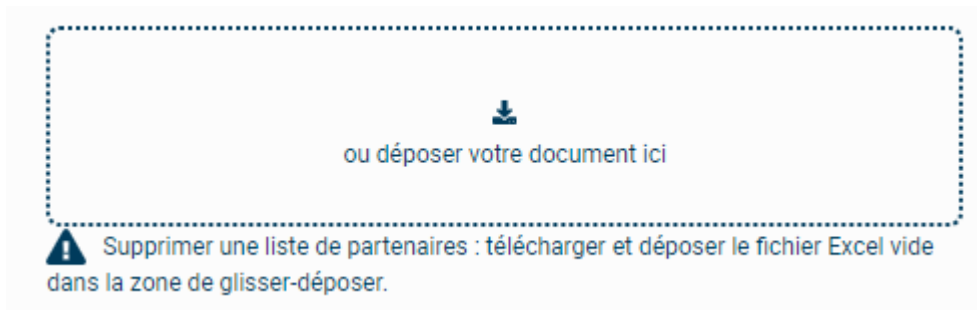 ou déposer votre document ici
Supprimer une liste de partenaires : télécharger et déposer le fichier Excel vide
dans la zone de glisser-déposer.